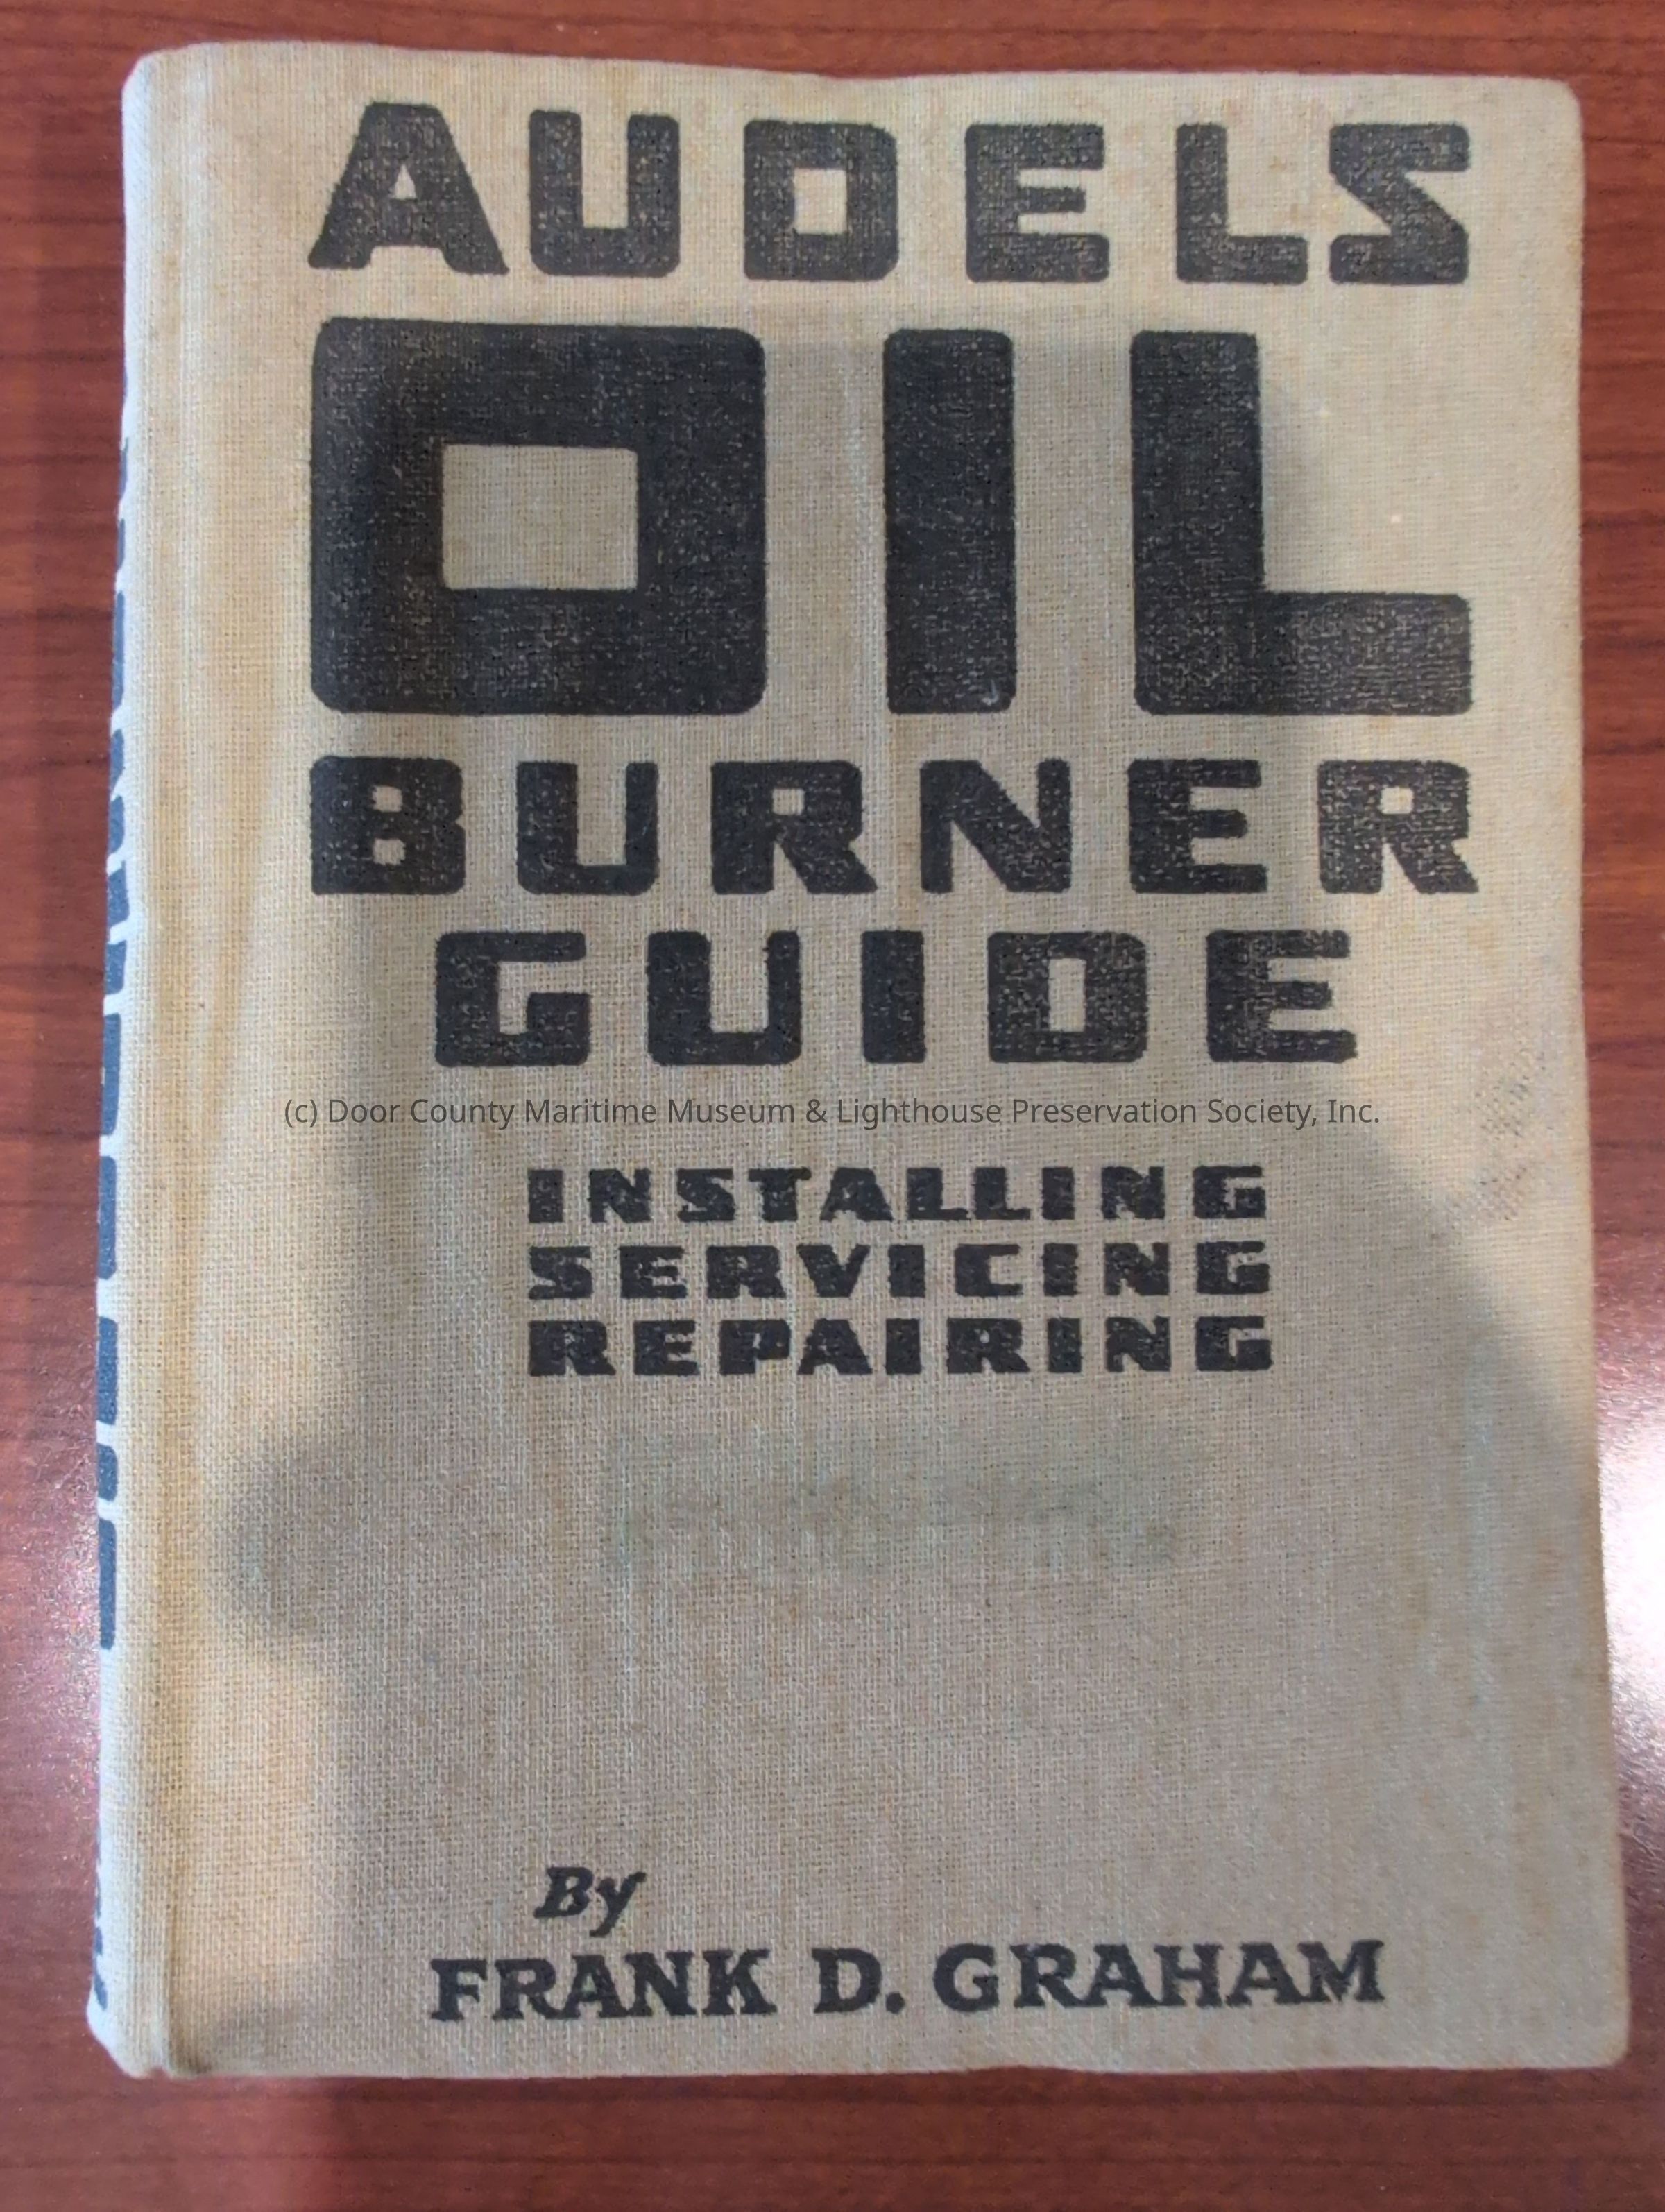 AUDELS
OIL
BURNER
GUIDE
(c) Door County Maritime Museum & Lighthouse Preservation Society, Inc.
INSTALLING
SERVICING
REPAIRING
By
FRANK D. GRAHAM